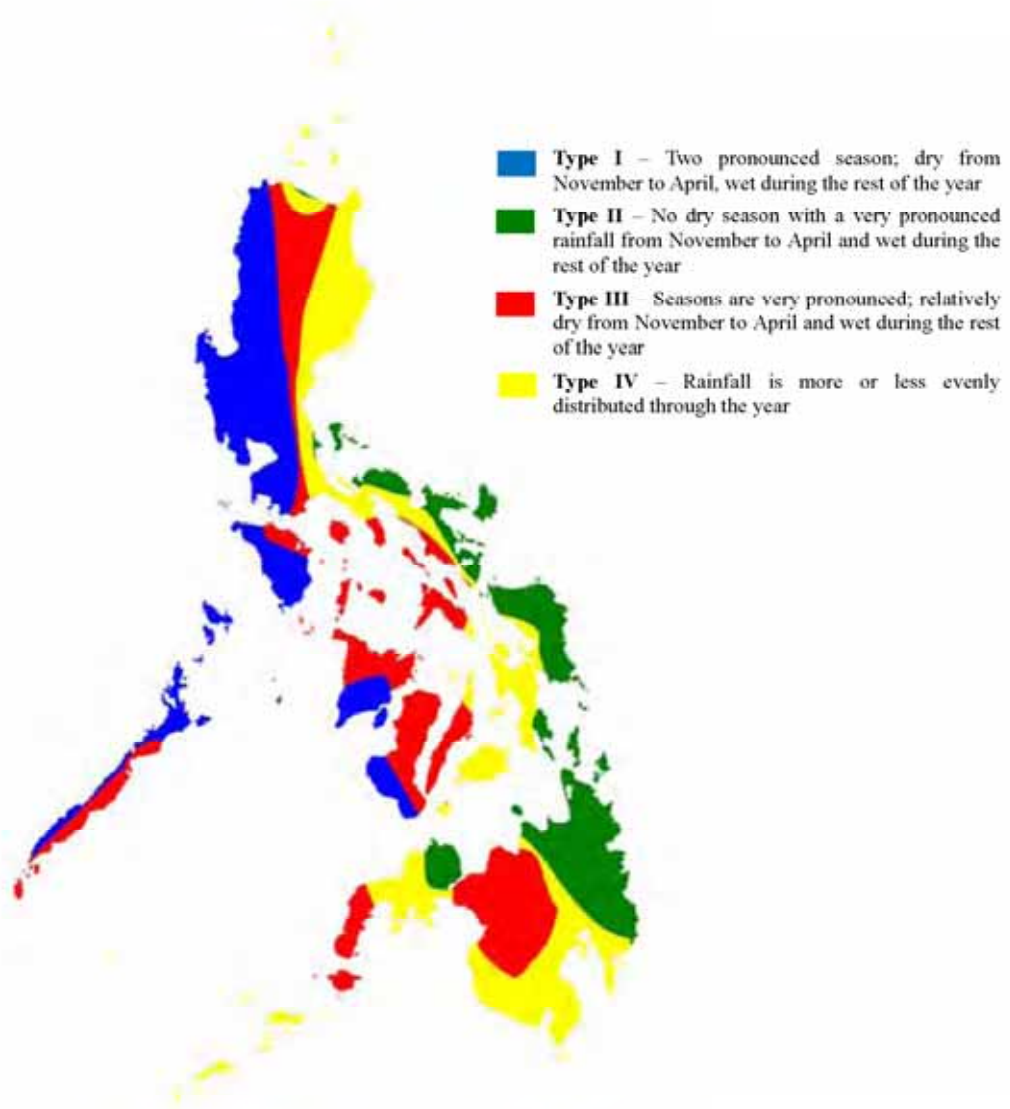 Type I – Two pronounced season; dry from
November to April, wet during the rest of the year
Type II – No dry season with a very pronounced
rainfall from November to April and wet during the
rest of the year
Type III Seasons are very pronounced; relatively
dry from November to April and wet during the rest
of the year
Type IV – Rainfall is more or less evenly
distributed through the year